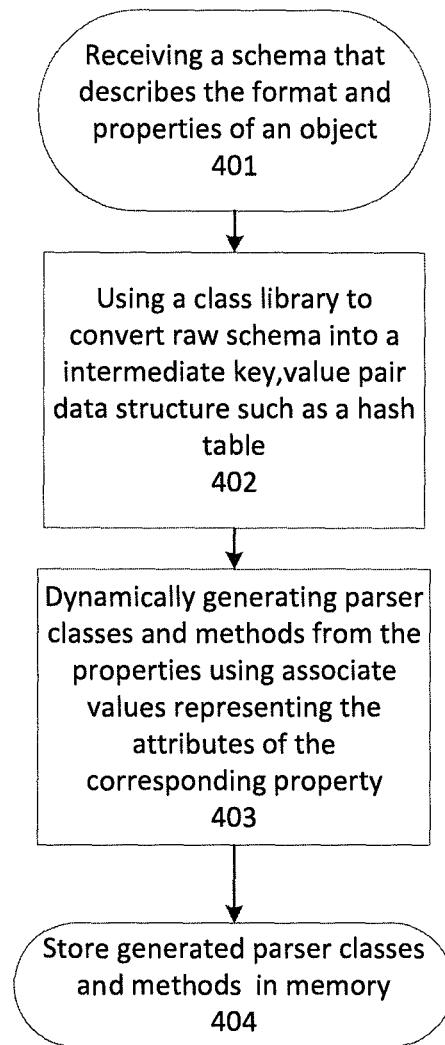 Receiving a schema that
describes the format and
properties of an object
401
Using a class library to
convert raw schema into a
intermediate key,value pair
data structure such as a hash
table
402
Dynamically generating parser
classes and methods from the
properties using associate
values representing the
attributes of the
corresponding property
403
Store generated parser classes
and methods in memory
404